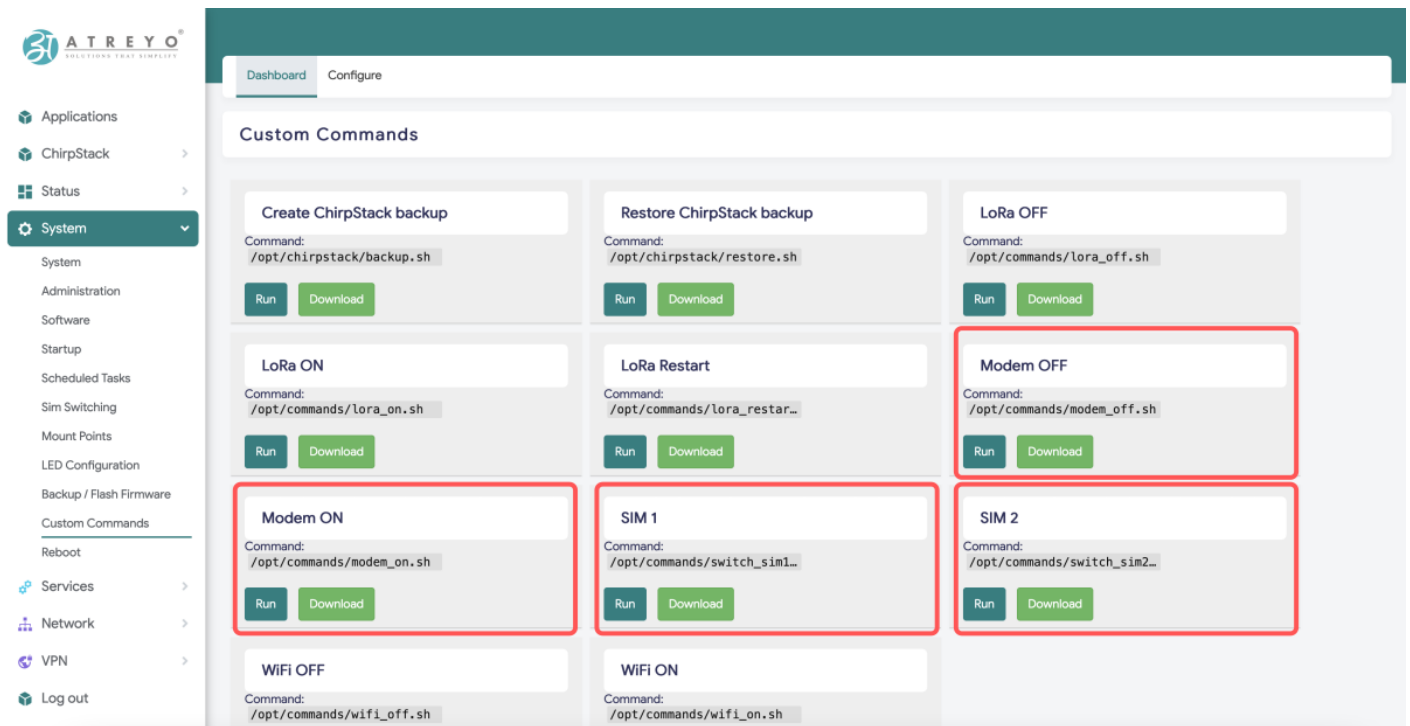 ATREYO®
SOLUTIONS THAT SIMPLIFY
Applications
ChirpStack
Status
System
System
Administration
Software
Startup
Scheduled Tasks
Sim Switching
Mount Points
LED Configuration
Backup / Flash Firmware
Custom Commands
Reboot
Services
Network
VPN
Log out
Dashboard Configure
Custom Commands
Create ChirpStack backup
Command:
/opt/chirpstack/backup.sh
Run Download
Restore ChirpStack backup
Command:
/opt/chirpstack/restore.sh
Run Download
LoRa OFF
Command:
/opt/commands/lora_off.sh
Run Download
LoRa ON
Command:
/opt/commands/lora_on.sh
Run Download
LoRa Restart
Command:
/opt/commands/lora_restar…
Run Download
Modem OFF
Command:
/opt/commands/modem_off.sh
Run Download
Modem ON
Command:
/opt/commands/modem_on.sh
Run Download
SIM 1
Command:
/opt/commands/switch_sim1…
Run Download
SIM 2
Command:
/opt/commands/switch_sim2…
Run Download
WiFi OFF
Command:
/opt/commands/wifi_off.sh
WiFi ON
Command:
/opt/commands/wifi_on.sh